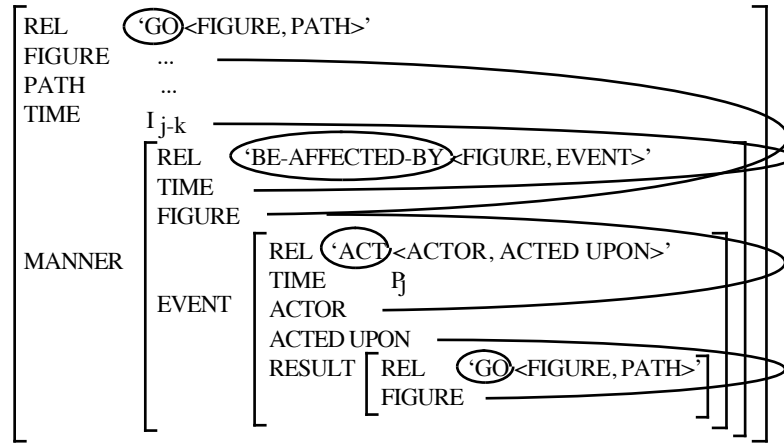 REL ‘GO<FIGURE, PATH>’
FIGURE ...
PATH ...
TIME I j-k
REL ‘BE-AFFECTED-BY<FIGURE, EVENT>’
TIME
FIGURE
MANNER
REL ‘ACT<ACTOR, ACTED UPON>’
TIME Pj
EVENT ACTOR
ACTED UPON
RESULT REL ‘GO<FIGURE, PATH>’
FIGURE